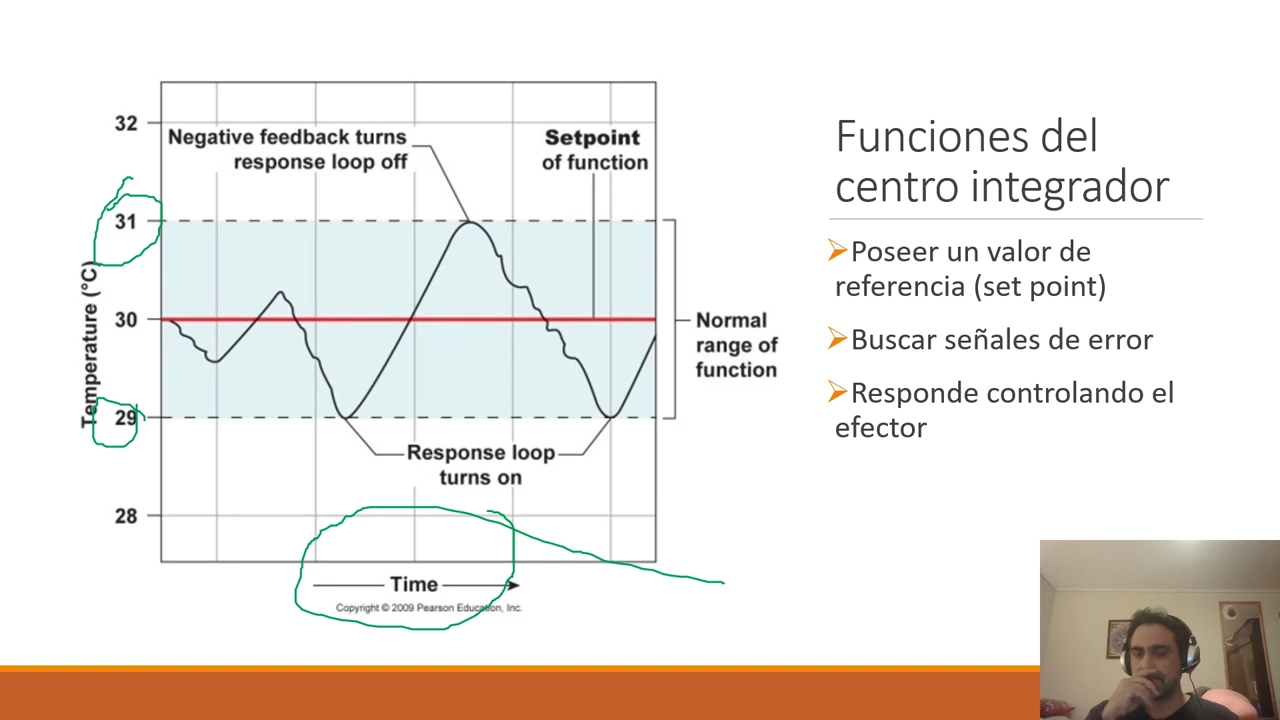 Funciones del
centro integrador
➢Poseer un valor de
referencia (set point)
➢Buscar señales de error
➢Responde controlando el
efector
Temperature (°C)
32
31
30
29
28
Negative feedback turns
response loop off
Setpoint
of function
Normal
range of
function
Response loop
turns on
Time
Copyright © 2009 Pearson Education, Inc.